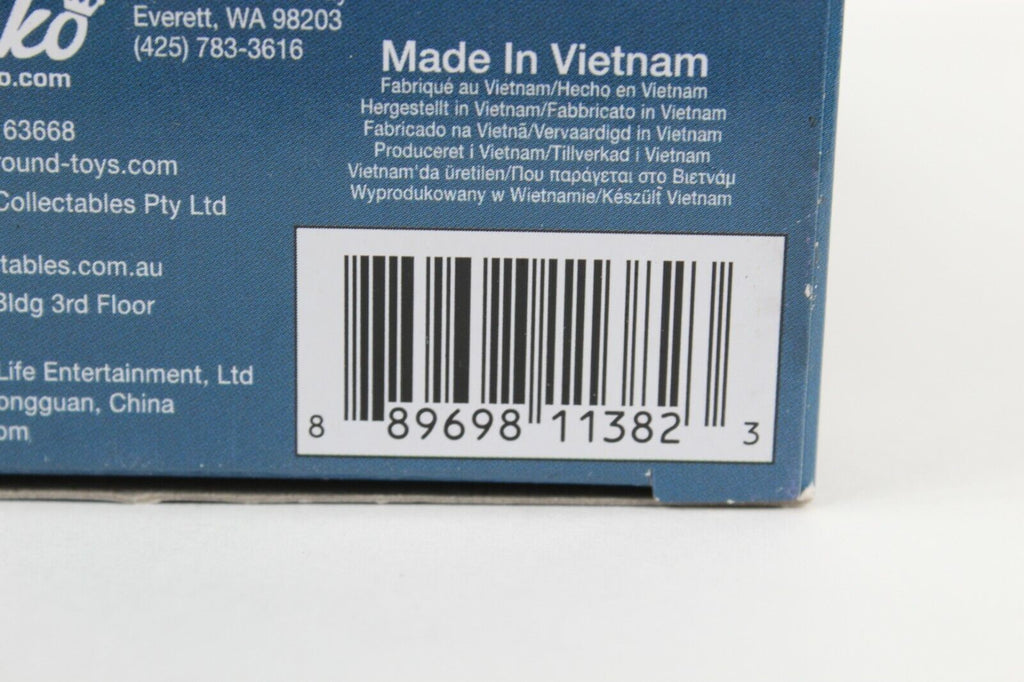 ko
Everett, WA 98203
(425) 783-3616
o.com
63668
round-toys.com
Collectables Pty Ltd
tables.com.au
Bldg 3rd Floor
Life Entertainment, Ltd
ongguan, China
om
Made In Vietnam
Fabriqué au Vietnam/Hecho en Vietnam
Hergestellt in Vietnam/Fabbricato in Vietnam
Fabricado na Vietnã/Vervaardigd in Vietnam
Produceret i Vietnam/Tillverkad i Vietnam
Vietnam'da üretilen/Που παράγεται στο Βιετνάμ
Wyprodukowany w Wietnamie/Készült Vietnam
8 89698 11382 3